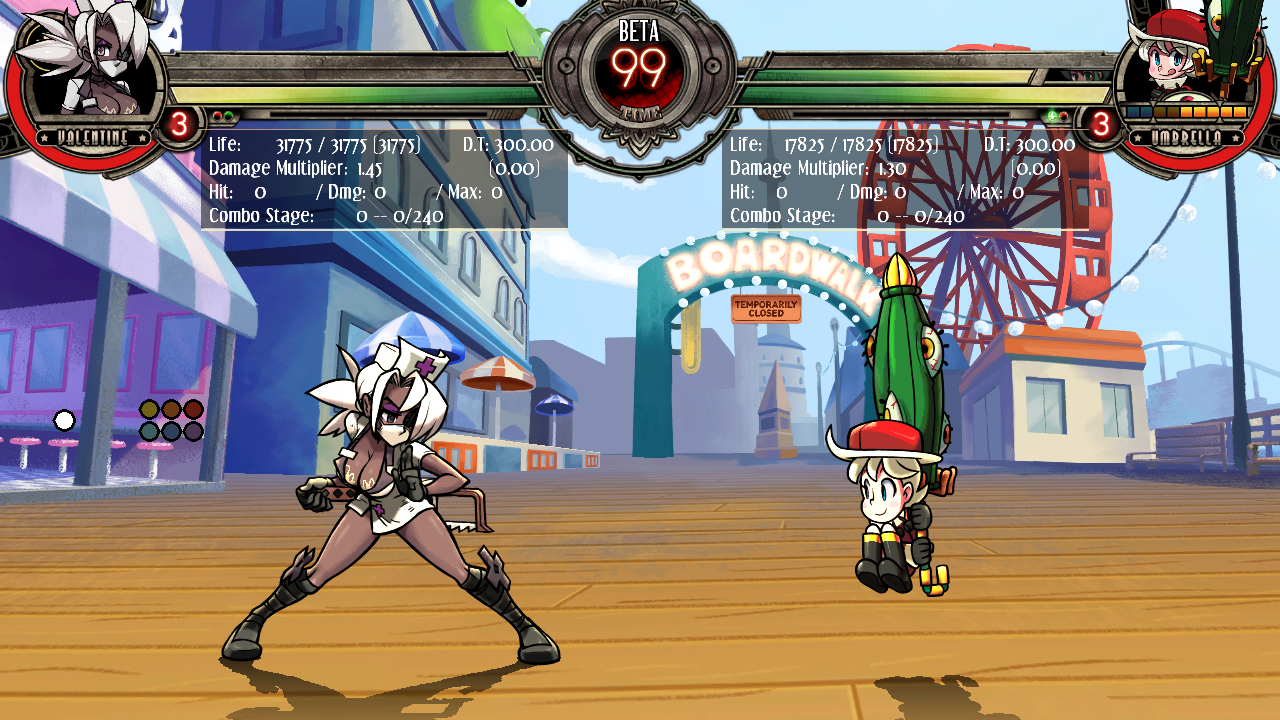 BETA
99
TIME
VALENTINE
3
3
UMBRELLA
Life: 31775 / 31775 [31775] D.T: 300.00
Damage Multiplier: 1.45 [0.00]
Hit: 0 / Dmg: 0 / Max: 0
Combo Stage: 0 -- 0/240
Life: 17825 / 17825 [17825] D.T: 300.00
Damage Multiplier: 1.30 [0.00]
Hit: 0 / Dmg: 0 / Max: 0
Combo Stage: 0 -- 0/240
BOARDWALK
TEMPORARILY
CLOSED